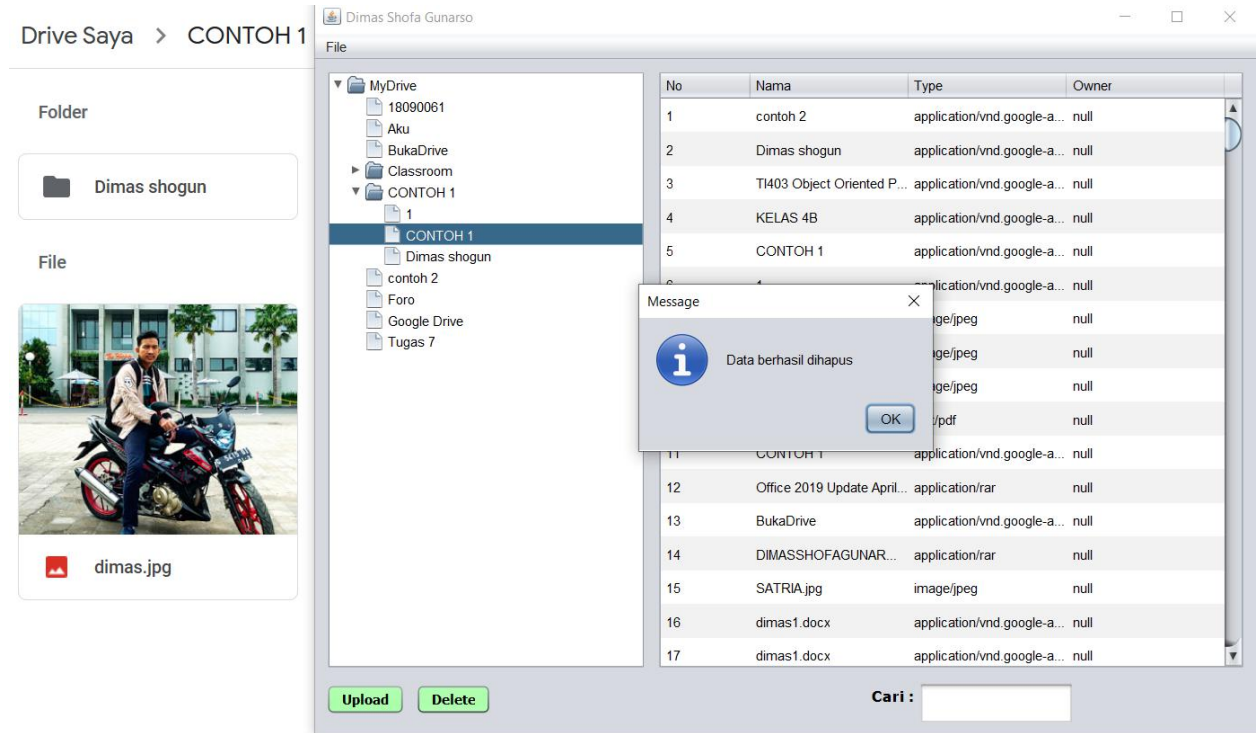 Drive Saya > CONTOH 1
Folder
Dimas shogun
File
dimas.jpg
Dimas Shofa Gunarso
File
MyDrive
18090061
Aku
BukaDrive
Classroom
CONTOH 1
1
CONTOH 1
Dimas shogun
contoh 2
Foro
Google Drive
Tugas 7
No Nama Type Owner
1 contoh 2 application/vnd.google-a... null
2 Dimas shogun application/vnd.google-a... null
3 TI403 Object Oriented P... application/vnd.google-a... null
4 KELAS 4B application/vnd.google-a... null
5 CONTOH 1 application/vnd.google-a... null
application/vnd.google-a... null
null
null
null
null
11 CONTOH 1 application/vnd.google-a... null
12 Office 2019 Update April... application/rar null
13 BukaDrive application/vnd.google-a... null
14 DIMASSHOFAGUNAR... application/rar null
15 SATRIA.jpg image/jpeg null
16 dimas1.docx application/vnd.google-a... null
17 dimas1.docx application/vnd.google-a... null
Message
Data berhasil dihapus
OK
Upload Delete
Cari :